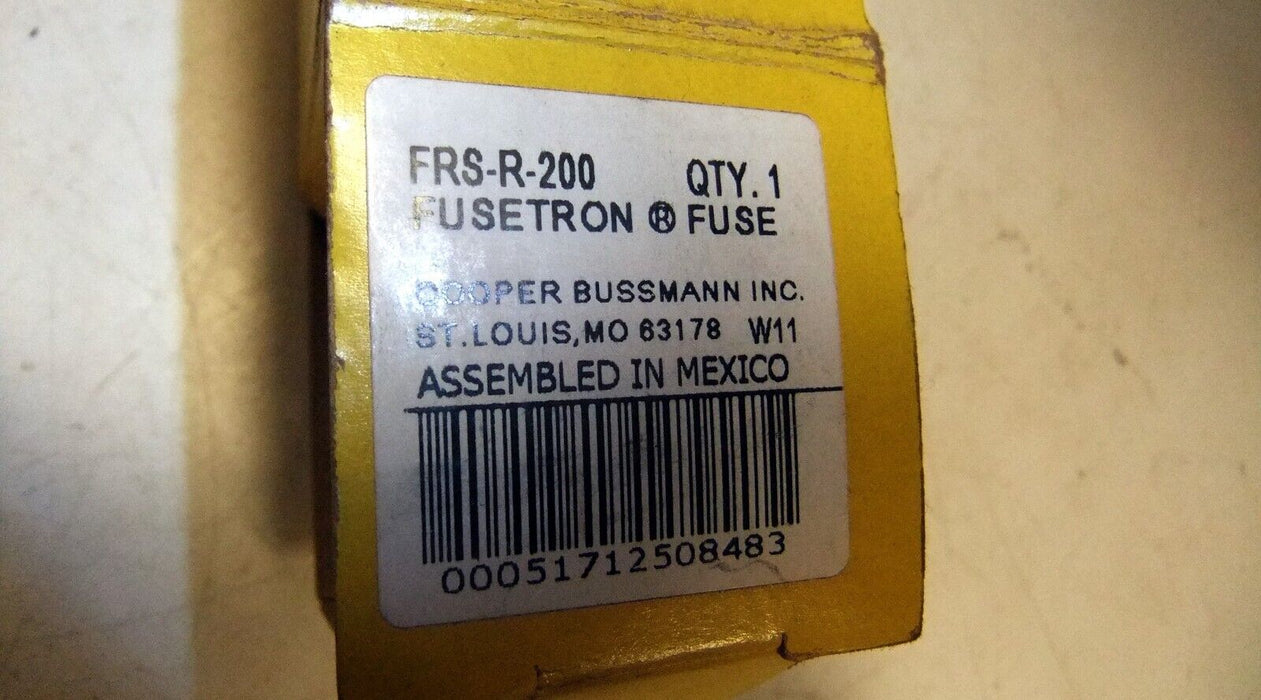 FRS-R-200 QTY. 1
FUSETRON ® FUSE
COOPER BUSSMANN INC.
ST. LOUIS, MO 63178 W11
ASSEMBLED IN MEXICO
00051712508483